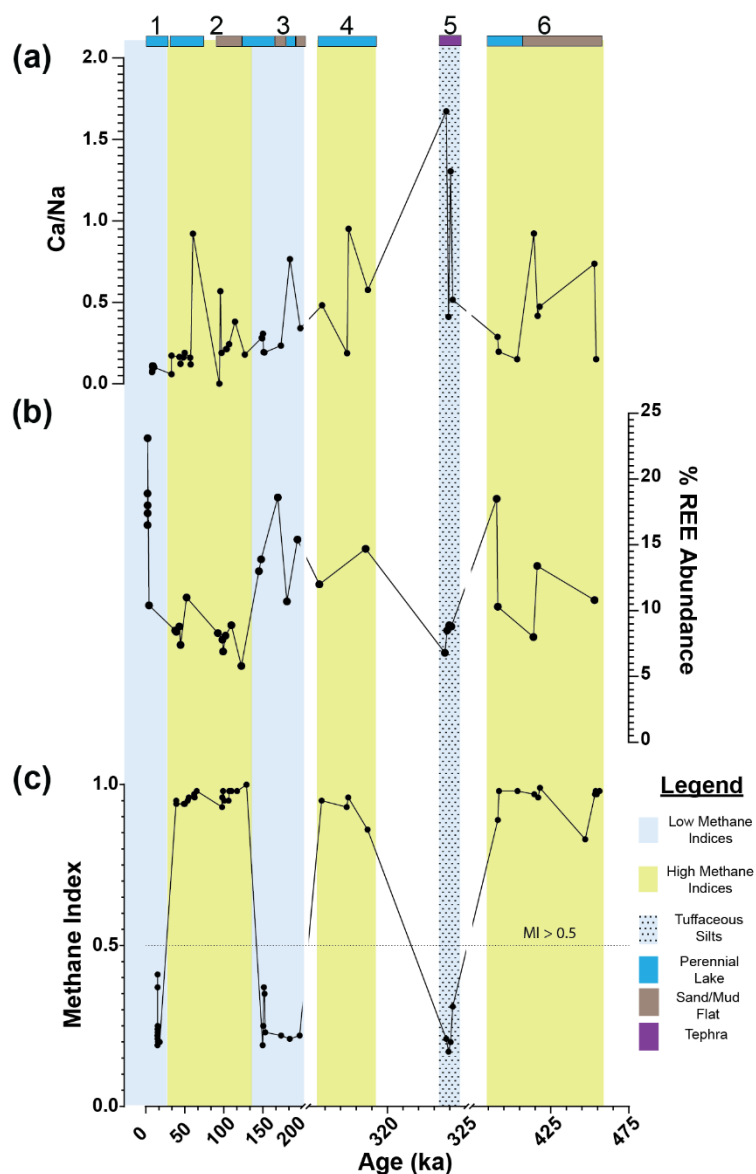 1 2 3 4 5 6
(a)
2.0
1.5
1.0
0.5
0.0
Ca/Na
(b)
25
20
15
10
5
0
% REE Abundance
(c)
1.0
0.5
0.0
Methane Index
MI > 0.5
Legend
Low Methane
Indices
High Methane
Indices
Tuffaceous
Silts
Perennial
Lake
Sand/Mud
Flat
Tephra
0 50 100 150 200 320 325 425 475
Age (ka)